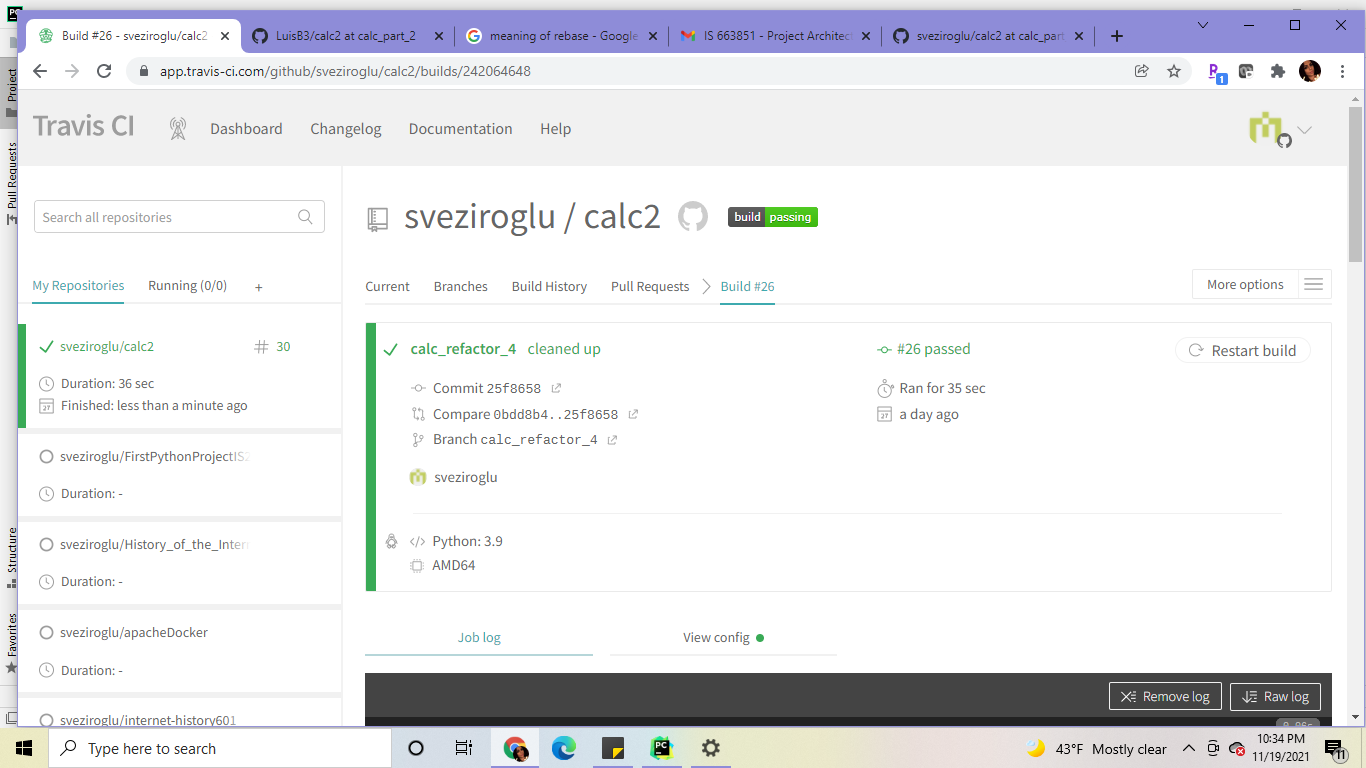 Build #26 - sveziroglu/calc2
LuisB3/calc2 at calc_part_2
meaning of rebase - Google
IS 663851 - Project Architec
sveziroglu/calc2 at calc_part
app.travis-ci.com/github/sveziroglu/calc2/builds/242064648
1
Travis CI
Dashboard
Changelog
Documentation
Help
Project
Pull Requests
Structure
Favorites
Search all repositories
My Repositories
Running (0/0)
+
sveziroglu/calc2
30
Duration: 36 sec
Finished: less than a minute ago
sveziroglu/FirstPythonProjectIS2
Duration: -
sveziroglu/History_of_the_Intern
Duration: -
sveziroglu/apacheDocker
Duration: -
sveziroglu/internet-history601
sveziroglu / calc2
build passing
Current
Branches
Build History
Pull Requests
Build #26
More options
calc_refactor_4 cleaned up
Commit 25f8658
Compare 0bdd8b4..25f8658
Branch calc_refactor_4
sveziroglu
#26 passed
Ran for 35 sec
a day ago
Restart build
Python: 3.9
AMD64
Job log
View config
Remove log
Raw log
Type here to search
PC
43°F Mostly clear
10:34 PM
11/19/2021
11